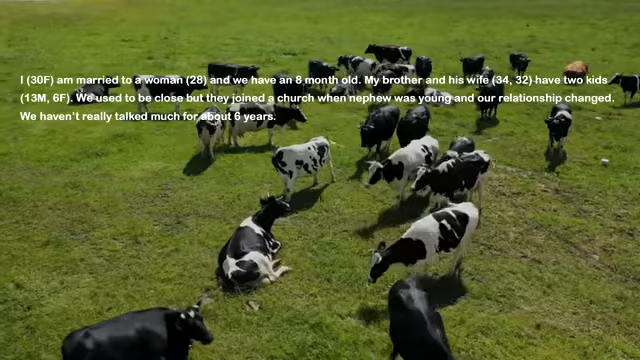 I (30F) am married to a woman (28) and we have an 8 month old. My brother and his wife (34, 32) have two kids
(13M, 6F). We used to be close but they joined a church when nephew was young and our relationship changed.
We haven't really talked much for about 6 years.